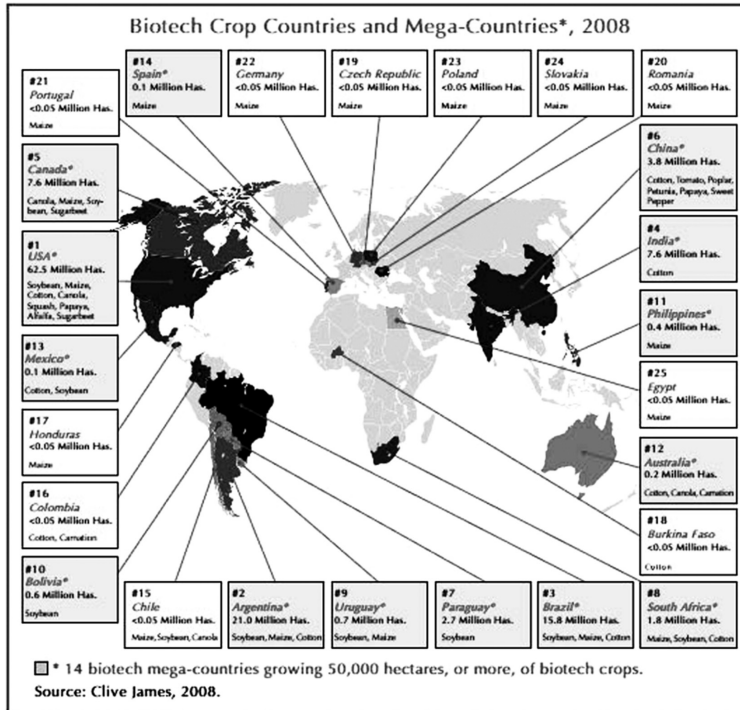 Biotech Crop Countries and Mega-Countries*, 2008
#14
Spain*
0.1 Million Has.
Maize
#22
Germany
<0.05 Million Has.
Maize
#19
Czech Republic
<0.05 Million Has.
Maize
#23
Poland
<0.05 Million Has.
Maize
#24
Slovakia
<0.05 Million Has.
Maize
#20
Romania
<0.05 Million Has.
Maize
#21
Portugal
<0.05 Million Has.
Maize
#5
Canada*
7.6 Million Has.
Canola, Maize, Soy-
bean, Sugarbeet
#1
USA*
62.5 Million Has.
Soybean, Maize,
Cotton, Canola,
Squash, Papaya,
Alfalfa, Sugarbeet
#13
Mexico*
0.1 Million Has.
Cotton, Soybean
#17
Honduras
<0.05 Million Has.
Maize
#16
Colombia
<0.05 Million Has.
Cotton, Carnation
#10
Bolivia*
0.6 Million Has.
Soybean
#6
China*
3.8 Million Has.
Cotton, Tomato, Poplar,
Petunia, Papaya, Sweet
Pepper
#4
India*
7.6 Million Has.
Cotton
#11
Philippines*
0.4 Million Has.
Maize
#25
Egypt
<0.05 Million Has.
Maize
#12
Australia*
0.2 Million Has.
Cotton, Canola, Carnation
#18
Burkina Faso
<0.05 Million Has.
Cotton
#15
Chile
<0.05 Million Has.
Maize, Soybean, Canola
#2
Argentina*
21.0 Million Has.
Soybean, Maize, Cotton
#9
Uruguay*
0.7 Million Has.
Soybean, Maize
#7
Paraguay*
2.7 Million Has.
Soybean
#3
Brazil*
15.8 Million Has.
Soybean, Maize, Cotton
#8
South Africa*
1.8 Million Has.
Maize, Soybean, Cotton
* 14 biotech mega-countries growing 50,000 hectares, or more, of biotech crops.
Source: Clive James, 2008.